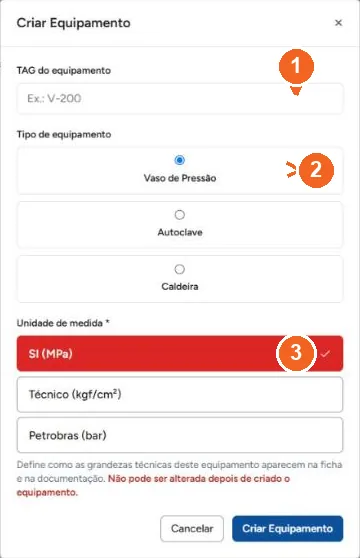 Criar Equipamento
×
TAG do equipamento
1
Ex.: V-200
Tipo de equipamento
Vaso de Pressão
2
Autoclave
Caldeira
Unidade de medida *
SI (MPa)
3
Técnico (kgf/cm²)
Petrobras (bar)
Define como as grandezas técnicas deste equipamento aparecem na ficha
e na documentação. Não pode ser alterada depois de criado o
equipamento.
Cancelar
Criar Equipamento